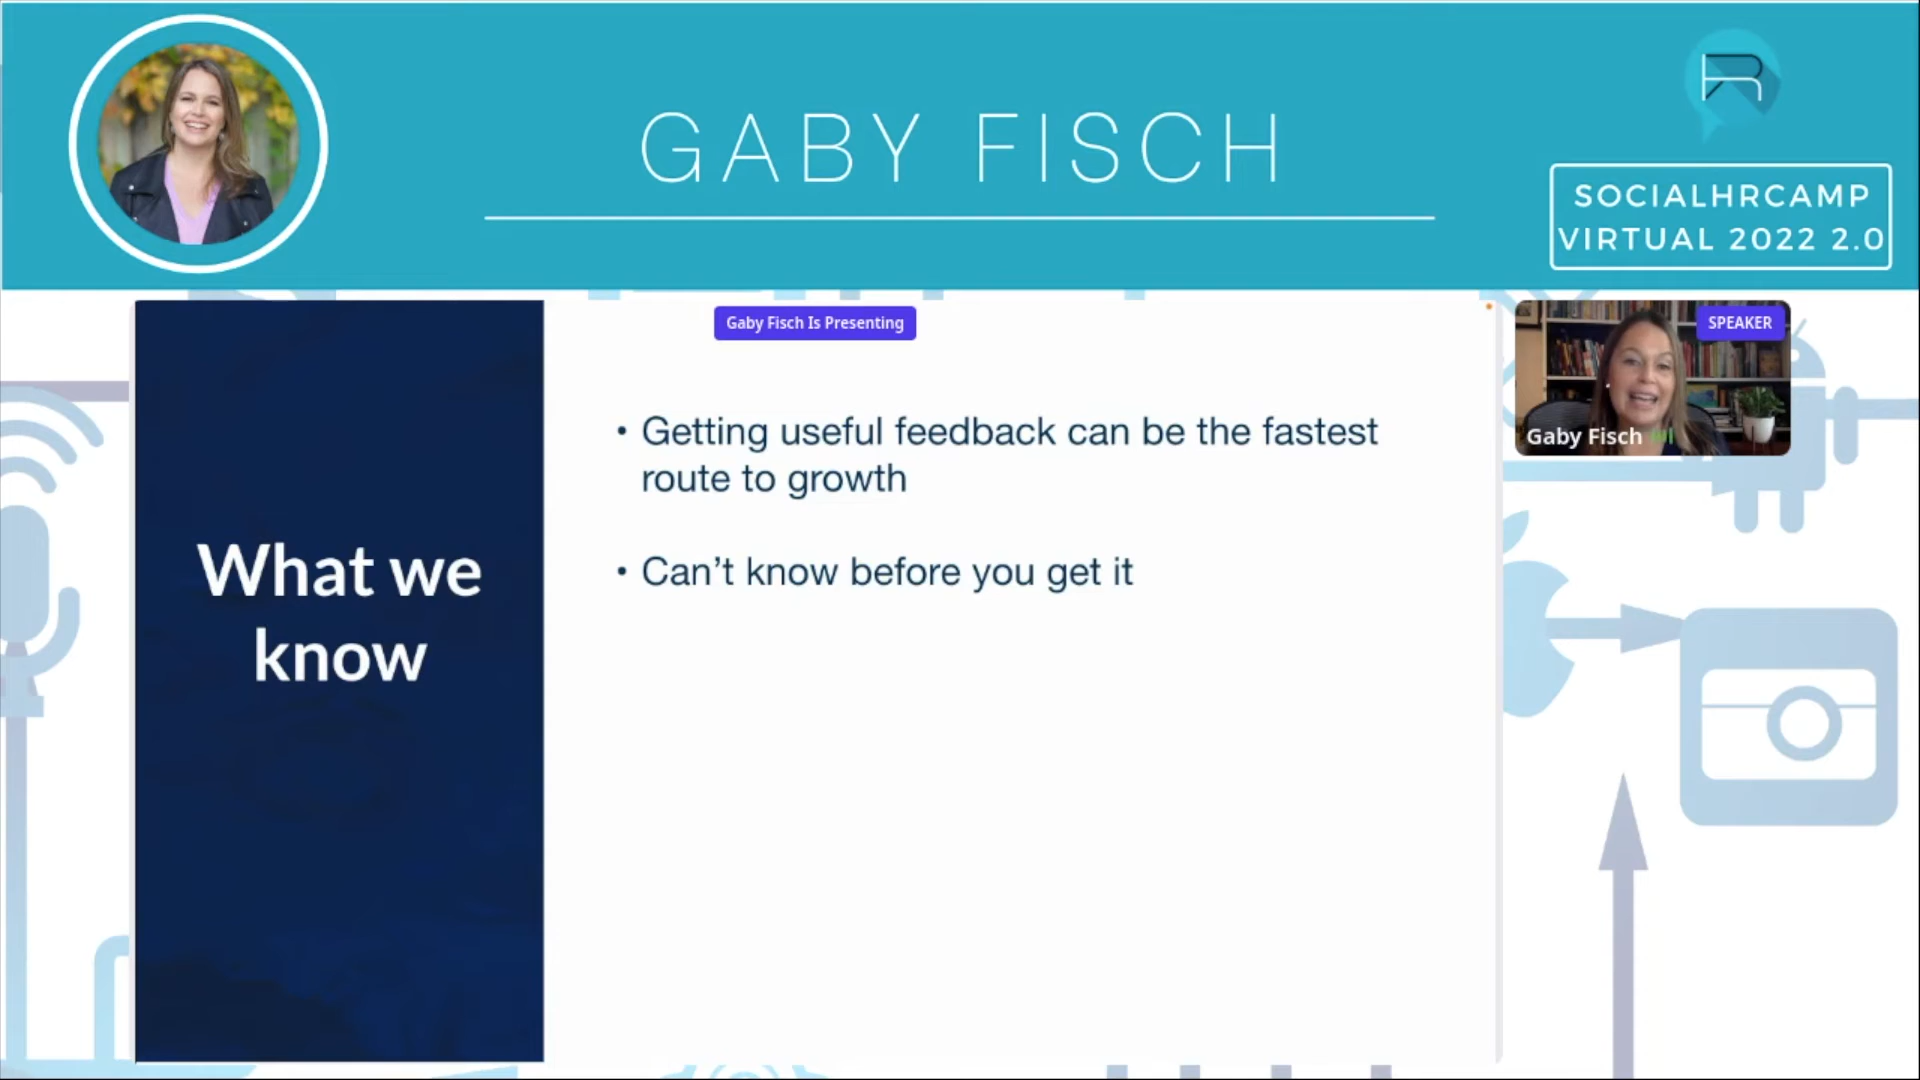 GABY FISCH
SOCIALHRCAMP
VIRTUAL 2022 2.0
Gaby Fisch Is Presenting
SPEAKER
Gaby Fisch
What we
know
• Getting useful feedback can be the fastest
route to growth
• Can’t know before you get it